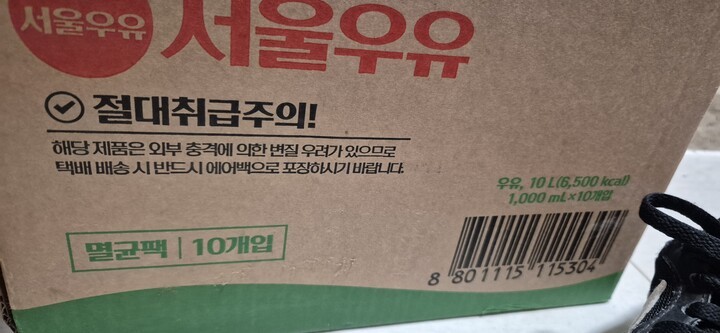 서울우유
서울우유
절대취급주의!
해당 제품은 외부 충격에 의한 변질 우려가 있으므로
택배 배송 시 반드시 에어백으로 포장하시기 바랍니다.
우유, 10 L(6,500 kcal)
1,000 mL×10개입
멸균팩 | 10개입
8 801115 115304